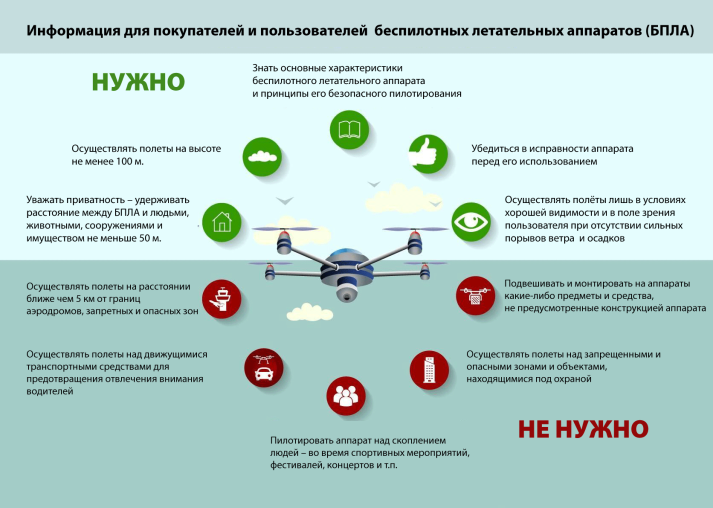 Информация для покупателей и пользователей беспилотных летательных аппаратов (БПЛА)
НУЖНО
Знать основные характеристики
беспилотного летательного аппарата
и принципы его безопасного пилотирования
Осуществлять полеты на высоте
не менее 100 м.
Убедиться в исправности аппарата
перед его использованием
Уважать приватность – удерживать
расстояние между БПЛА и людьми,
животными, сооружениями и
имуществом не меньше 50 м.
Осуществлять полёты лишь в условиях
хорошей видимости и в поле зрения
пользователя при отсутствии сильных
порывов ветра и осадков
Осуществлять полеты на расстоянии
ближе чем 5 км от границ
аэродромов, запретных и опасных зон
Подвешивать и монтировать на аппараты
какие-либо предметы и средства,
не предусмотренные конструкцией аппарата
Осуществлять полеты над движущимися
транспортными средствами для
предотвращения отвлечения внимания
водителей
Осуществлять полеты над запрещенными и
опасными зонами и объектами,
находящимися под охраной
НЕ НУЖНО
Пилотировать аппарат над скоплением
людей – во время спортивных мероприятий,
фестивалей, концертов и т.п.